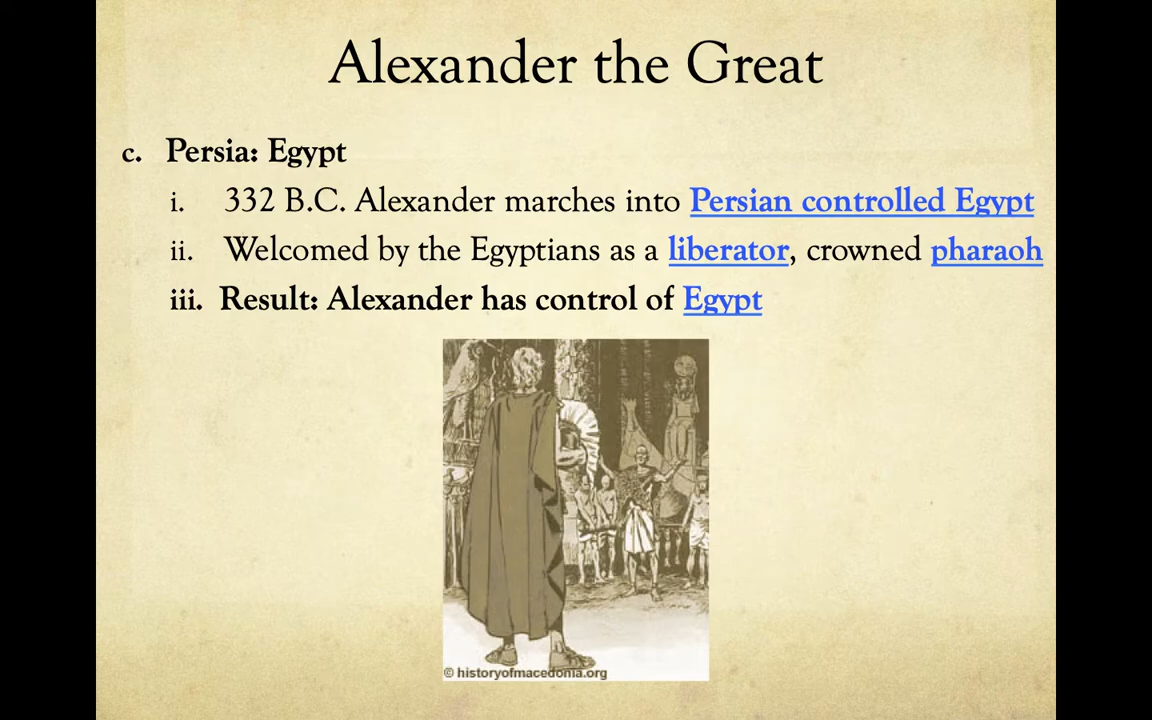 Alexander the Great
c. Persia: Egypt
i. 332 B.C. Alexander marches into Persian controlled Egypt
ii. Welcomed by the Egyptians as a liberator, crowned pharaoh
iii. Result: Alexander has control of Egypt
© historyofmacedonia.org